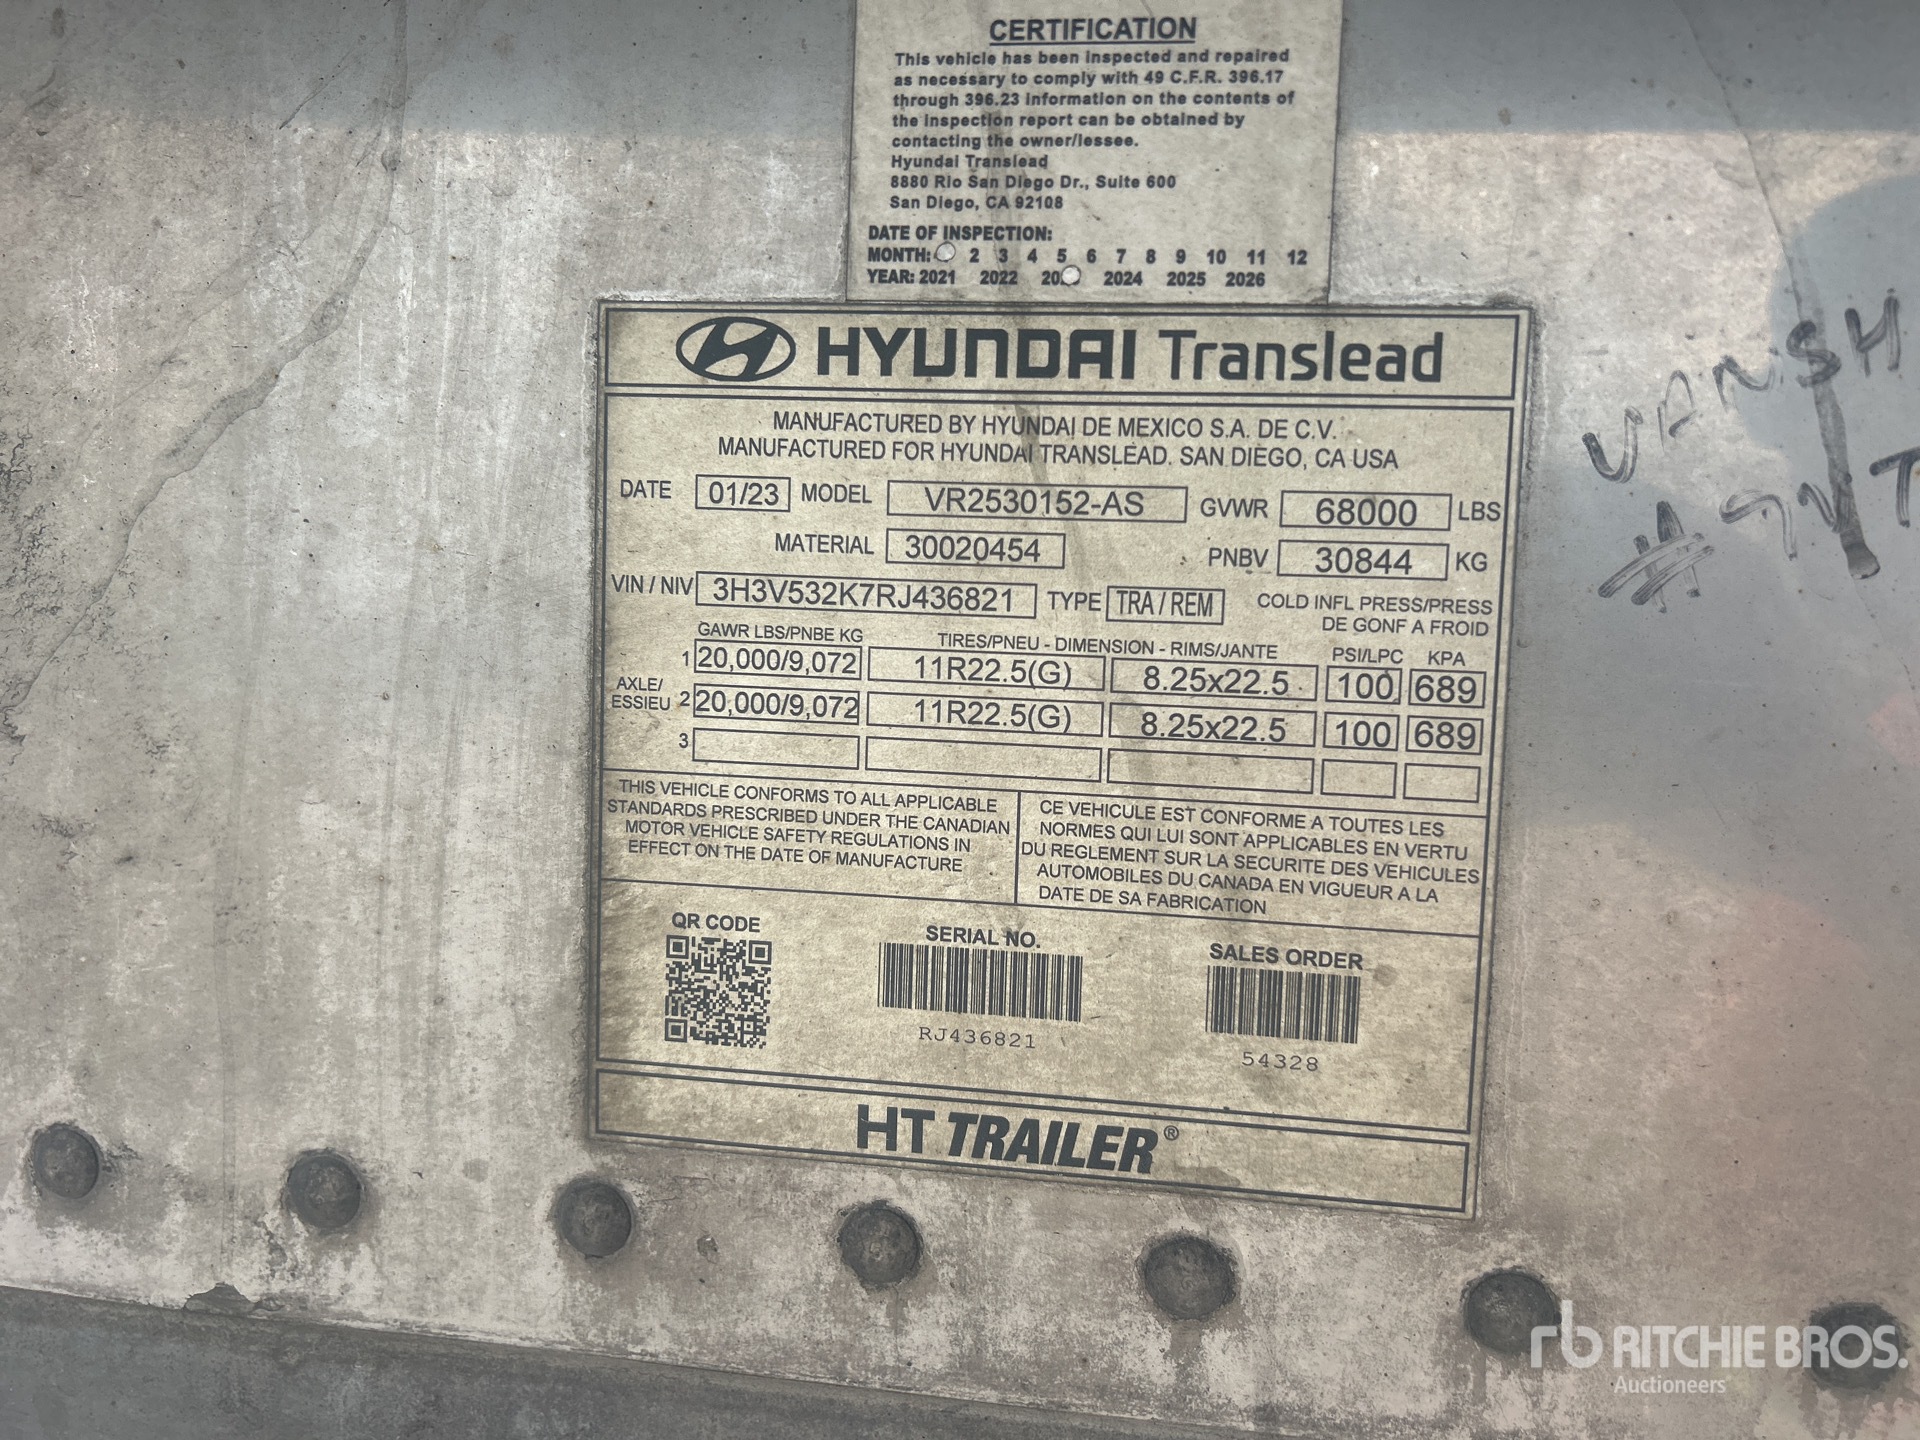 CERTIFICATION
This vehicle has been inspected and repaired
as necessary to comply with 49 C.F.R. 396.17
through 396.23 information on the contents of
the inspection report can be obtained by
contacting the owner/lessee.
Hyundai Translead
8880 Rio San Diego Dr., Suite 600
San Diego, CA 92108
DATE OF INSPECTION:
MONTH: 2 3 4 5 6 7 8 9 10 11 12
YEAR: 2021 2022 20 2024 2025 2026
HYUNDAI Translead
MANUFACTURED BY HYUNDAI DE MEXICO S.A. DE C.V.
MANUFACTURED FOR HYUNDAI TRANSLEAD. SAN DIEGO, CA USA
DATE 01/23 MODEL VR2530152-AS GVWR 68000 LBS
MATERIAL 30020454 PNBV 30844 KG
VIN / NIV 3H3V532K7RJ436821 TYPE TRA / REM COLD INFL PRESS/PRESS
DE GONF A FROID
GAWR LBS/PNBE KG TIRES/PNEU - DIMENSION - RIMS/JANTE PSI/LPC KPA
1 20,000/9,072 11R22.5(G) 8.25x22.5 100 689
AXLE/
ESSIEU 2 20,000/9,072 11R22.5(G) 8.25x22.5 100 689
3
THIS VEHICLE CONFORMS TO ALL APPLICABLE
STANDARDS PRESCRIBED UNDER THE CANADIAN
MOTOR VEHICLE SAFETY REGULATIONS IN
EFFECT ON THE DATE OF MANUFACTURE
CE VEHICULE EST CONFORME A TOUTES LES
NORMES QUI LUI SONT APPLICABLES EN VERTU
DU REGLEMENT SUR LA SECURITE DES VEHICULES
AUTOMOBILES DU CANADA EN VIGUEUR A LA
DATE DE SA FABRICATION
QR CODE
SERIAL NO.
RJ436821
SALES ORDER
54328
HT TRAILER®
VANSH
rb RITCHIE BROS.
Auctioneers